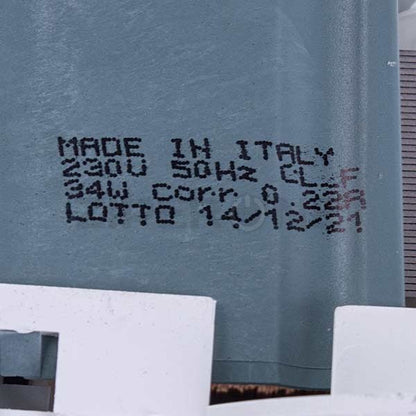 MADE IN ITALY
230V 50Hz CL.F
34W Corr. 0.22A
LOTTO 14/12/21